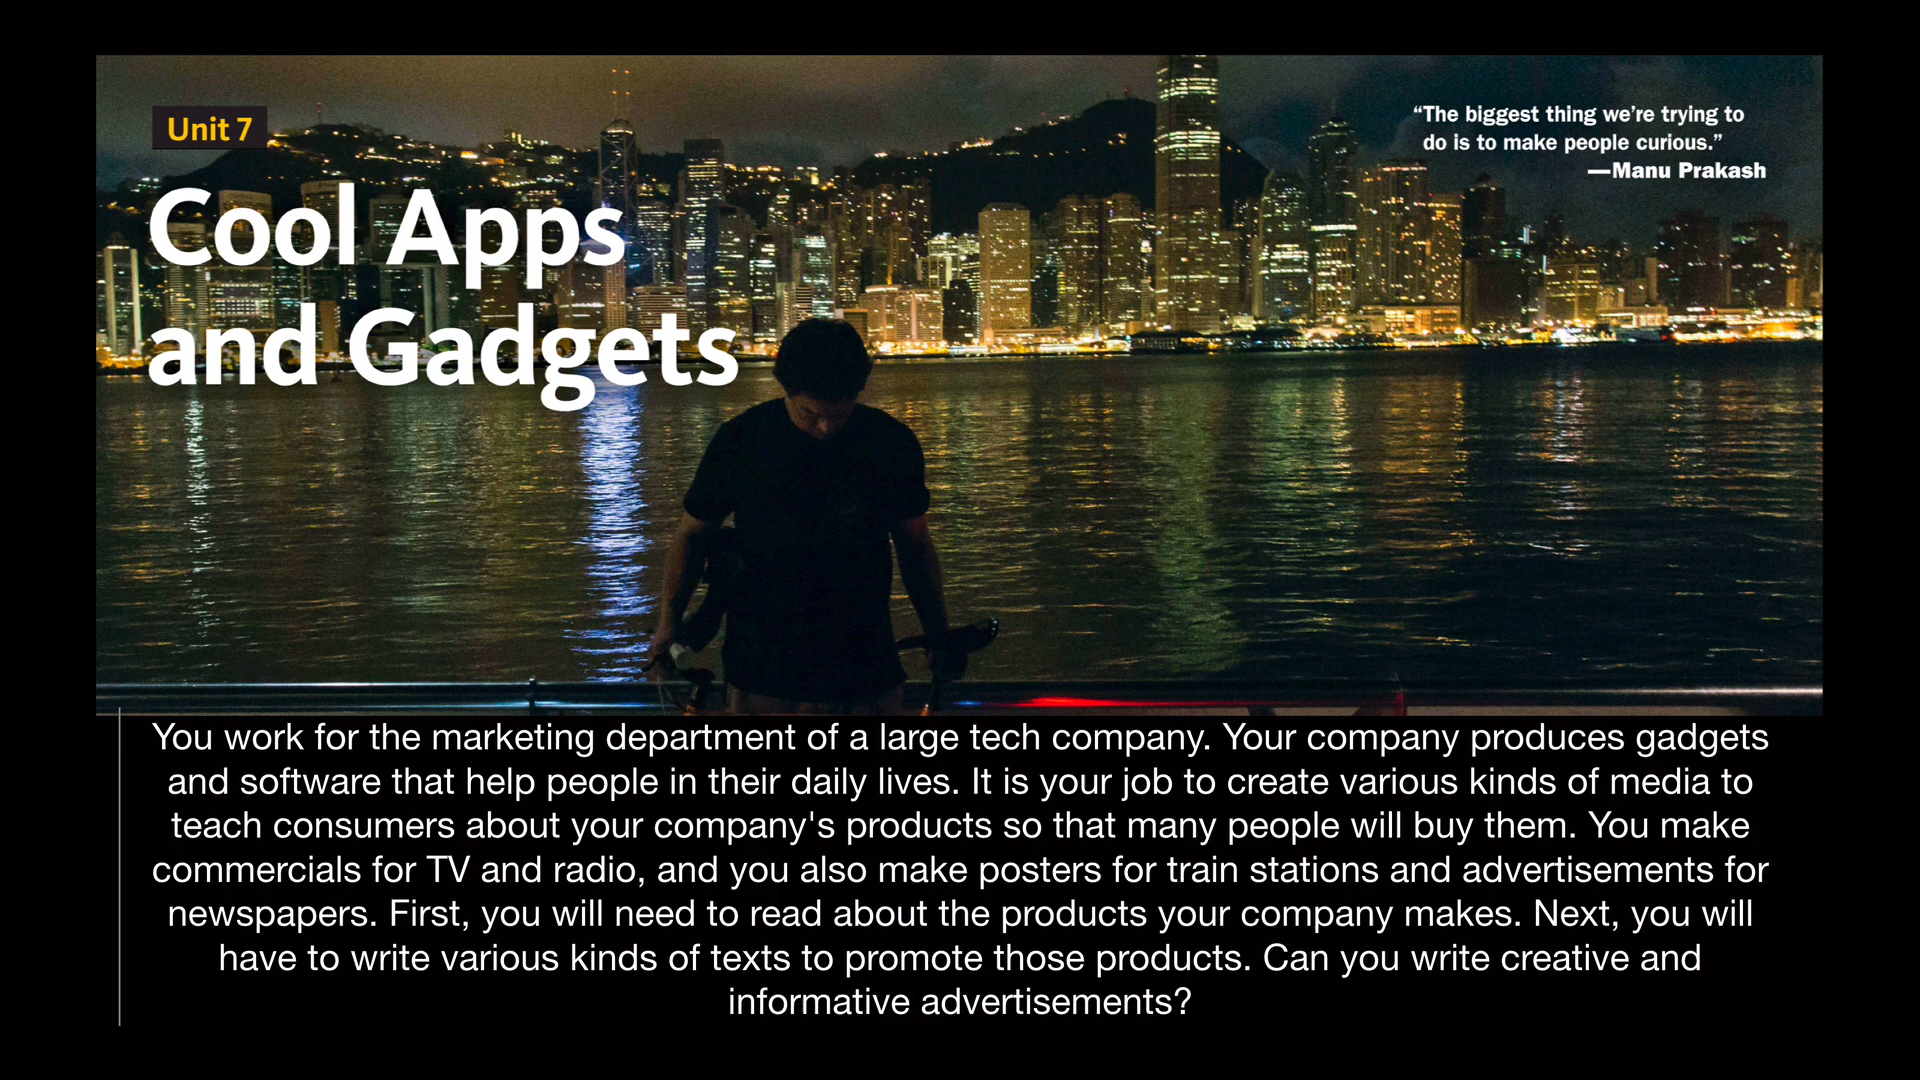 Unit 7
Cool Apps
and Gadgets
“The biggest thing we’re trying to
do is to make people curious.”
—Manu Prakash
You work for the marketing department of a large tech company. Your company produces gadgets
and software that help people in their daily lives. It is your job to create various kinds of media to
teach consumers about your company's products so that many people will buy them. You make
commercials for TV and radio, and you also make posters for train stations and advertisements for
newspapers. First, you will need to read about the products your company makes. Next, you will
have to write various kinds of texts to promote those products. Can you write creative and
informative advertisements?